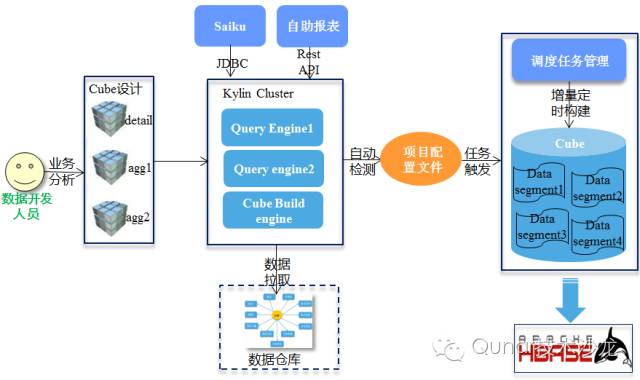 Saiku
自助报表
JDBC
Rest
API
调度任务管理
Cube设计
detail
agg1
agg2
Kylin Cluster
Query Engine1
Query engine2
Cube Build
engine
业务
分析
数据开发
人员
自动
检测
项目配
置文件
任务
触发
增量定
时构建
Cube
Data
segment1
Data
segment2
Data
segment3
Data
segment4
数据
拉取
数据仓库
APACHE
HBASE